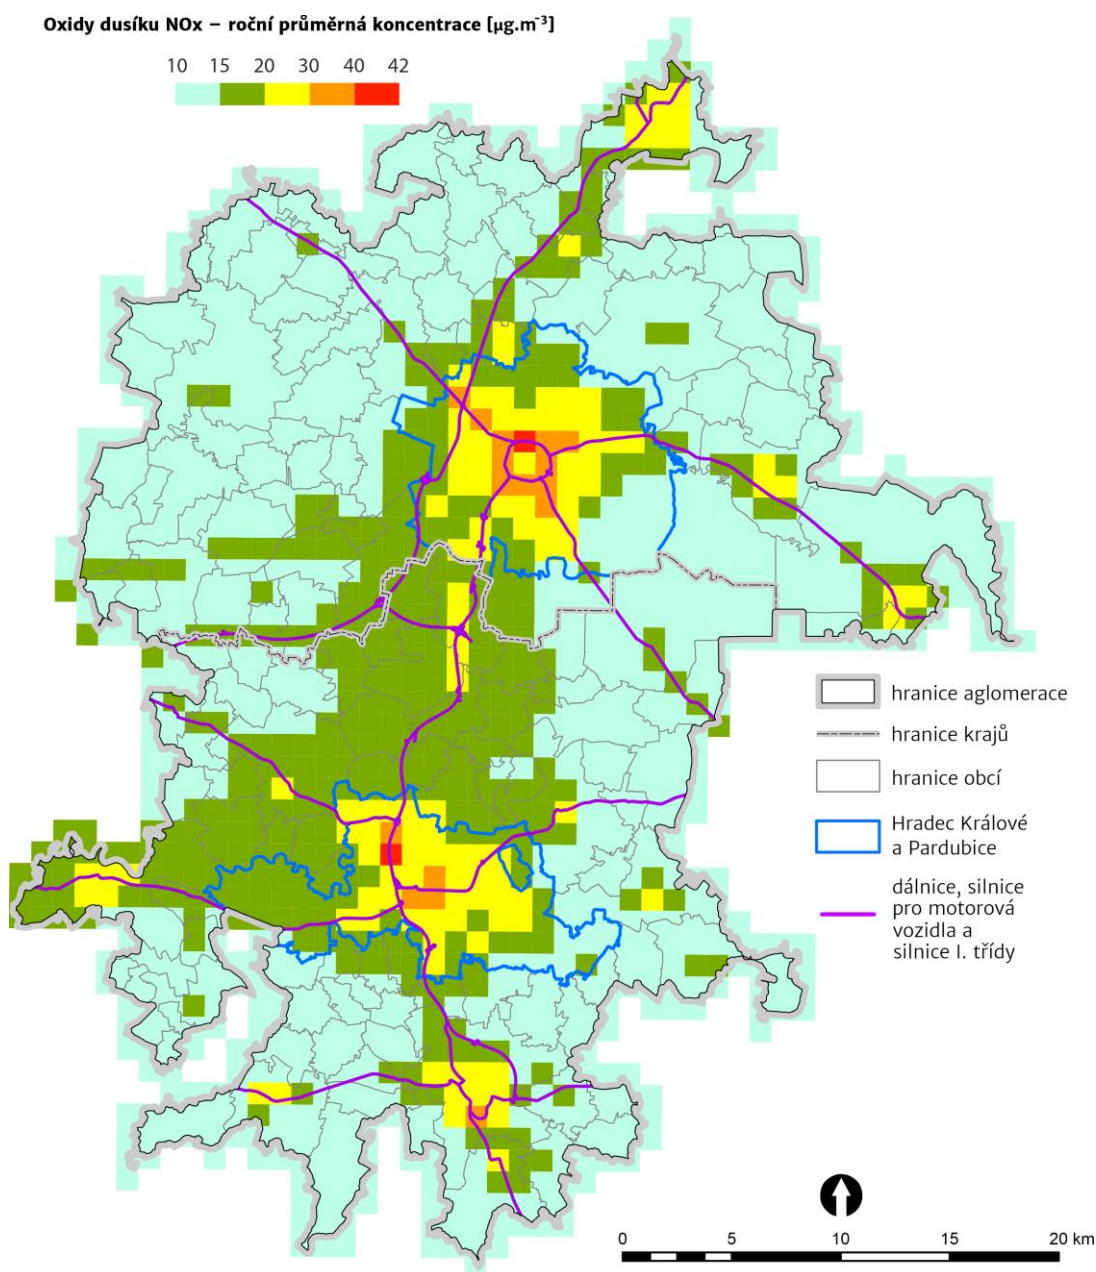 Oxidy dusíku NOx – roční průměrná koncentrace [µg.m⁻³]
10 15 20 30 40 42
hranice aglomerace
hranice krajů
hranice obcí
Hradec Králové
a Pardubice
dálnice, silnice
pro motorová
vozidla a
silnice I. třídy
0 5 10 15 20 km